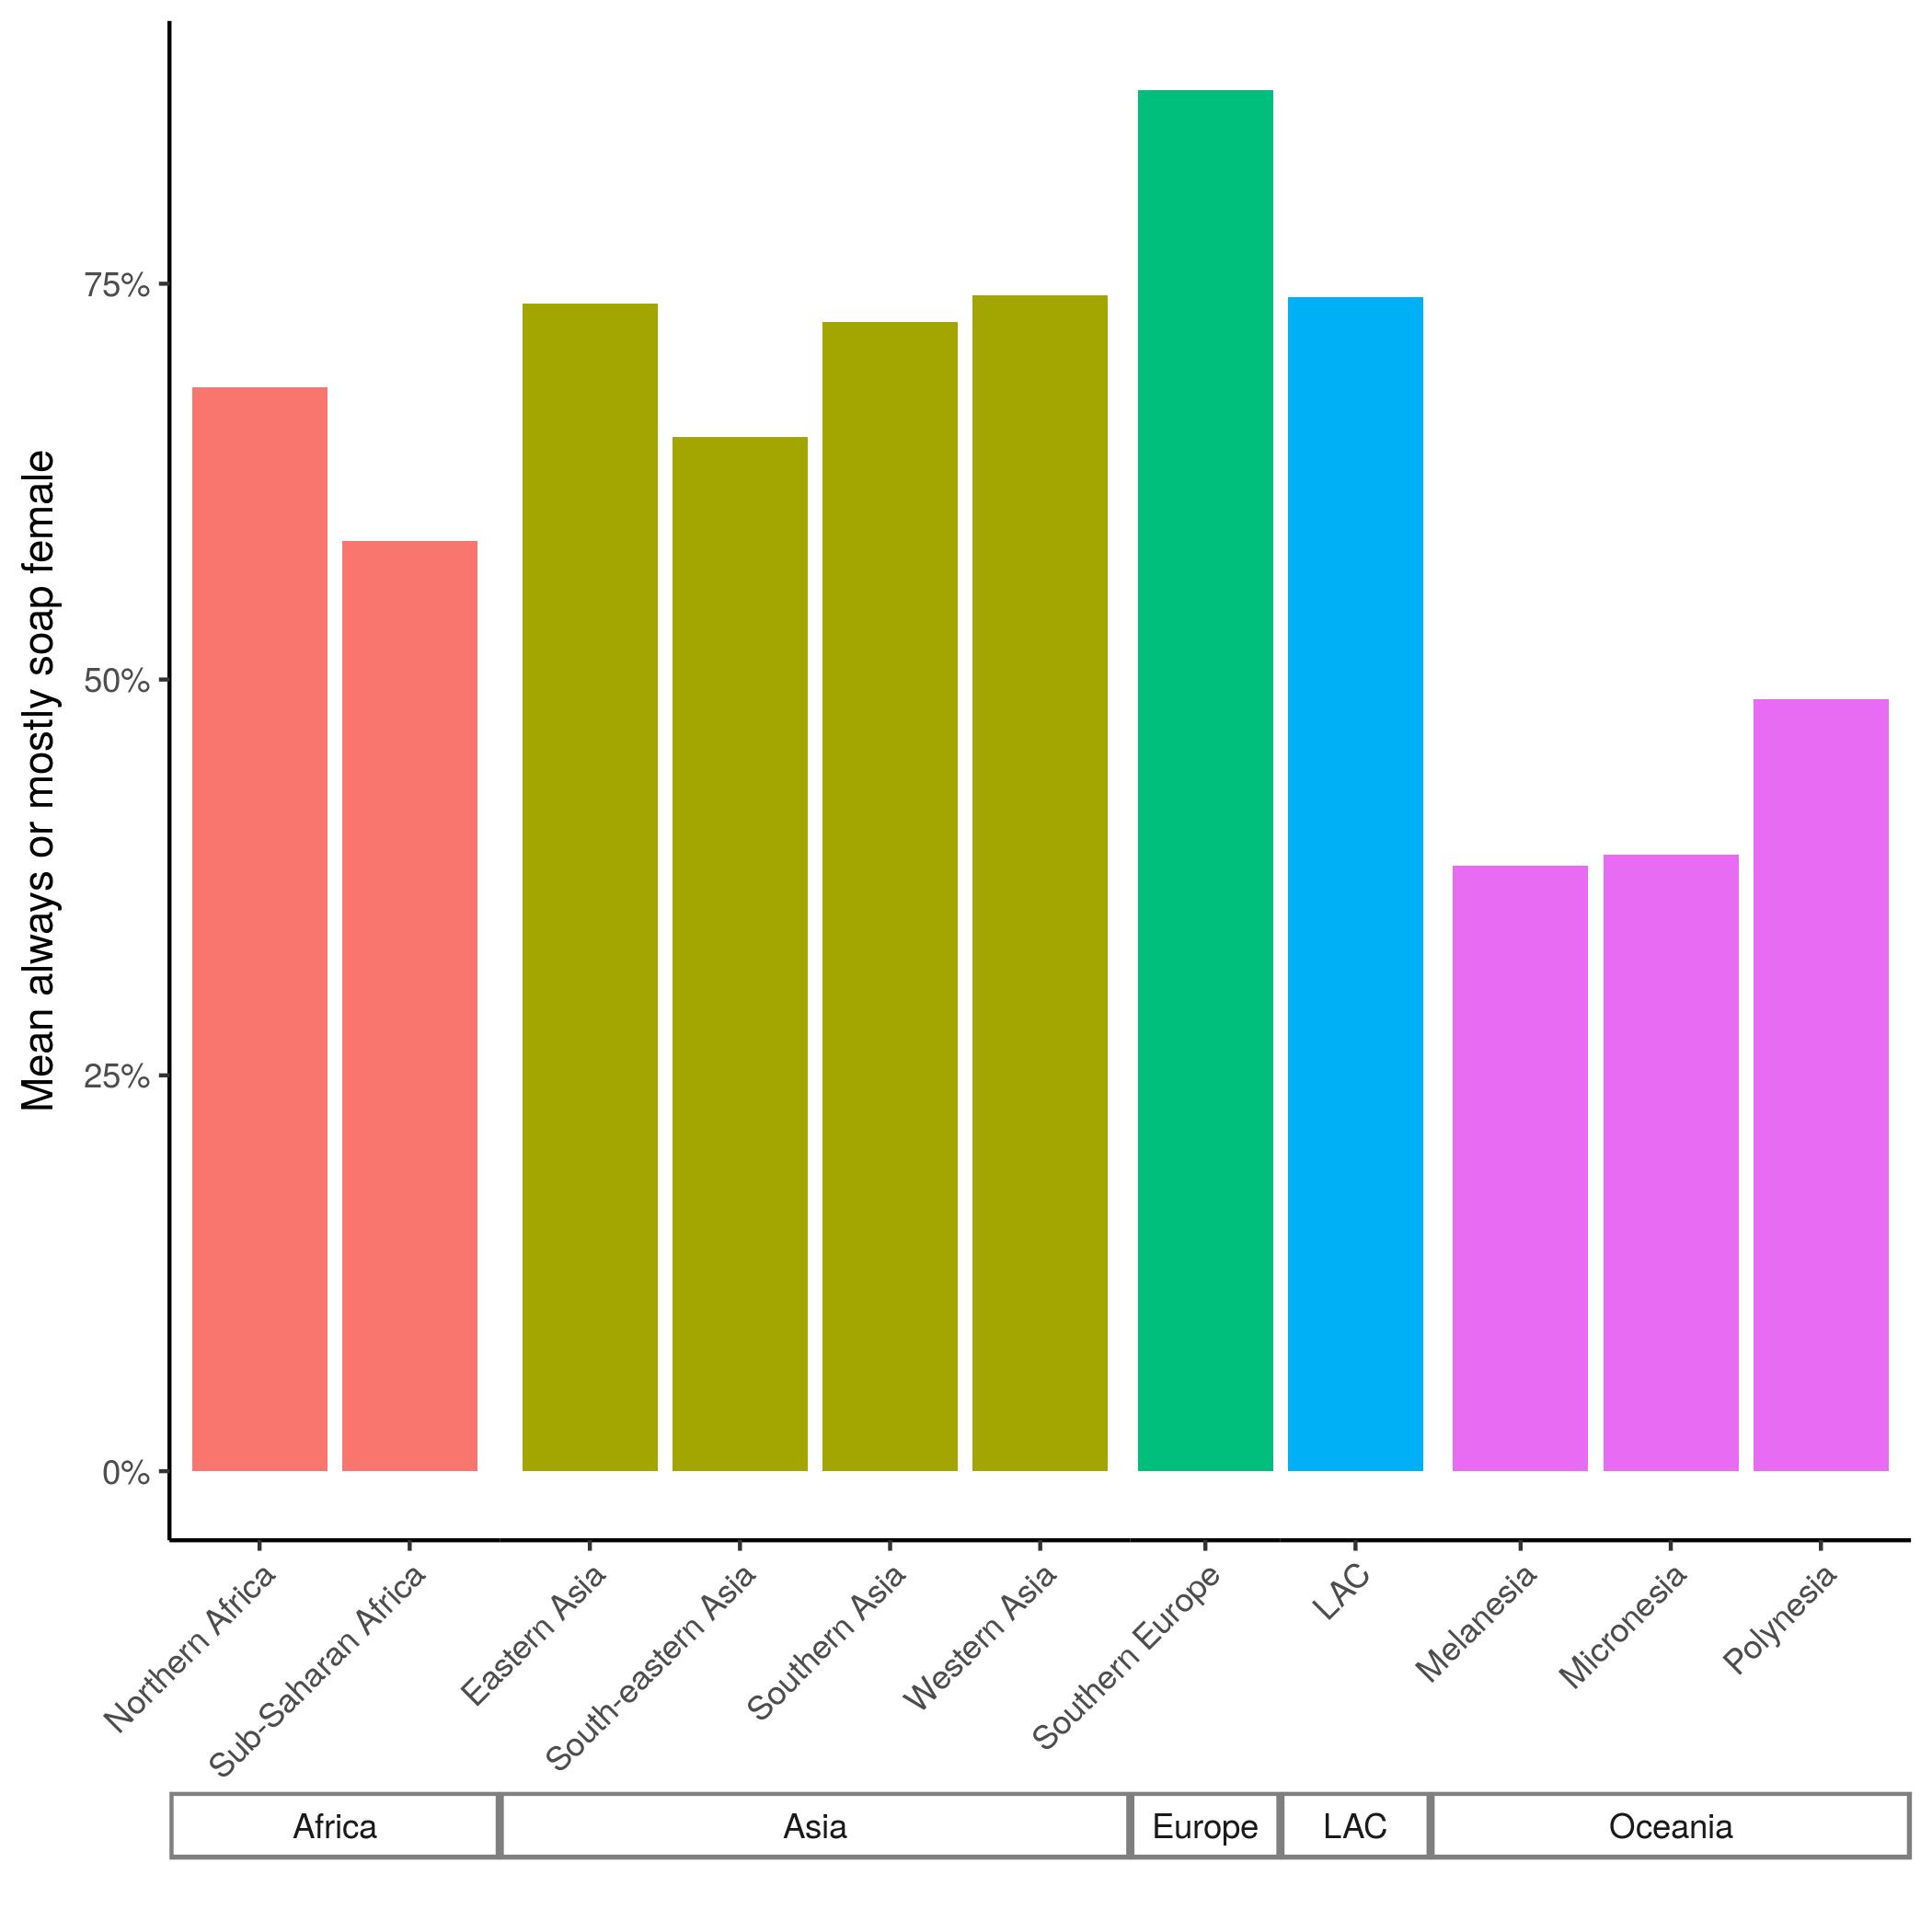 Mean always or mostly soap female
75%
50%
25%
0%
Northern Africa
Sub-Saharan Africa
Eastern Asia
South-eastern Asia
Southern Asia
Western Asia
Southern Europe
LAC
Melanesia
Micronesia
Polynesia
Africa
Asia
Europe
LAC
Oceania